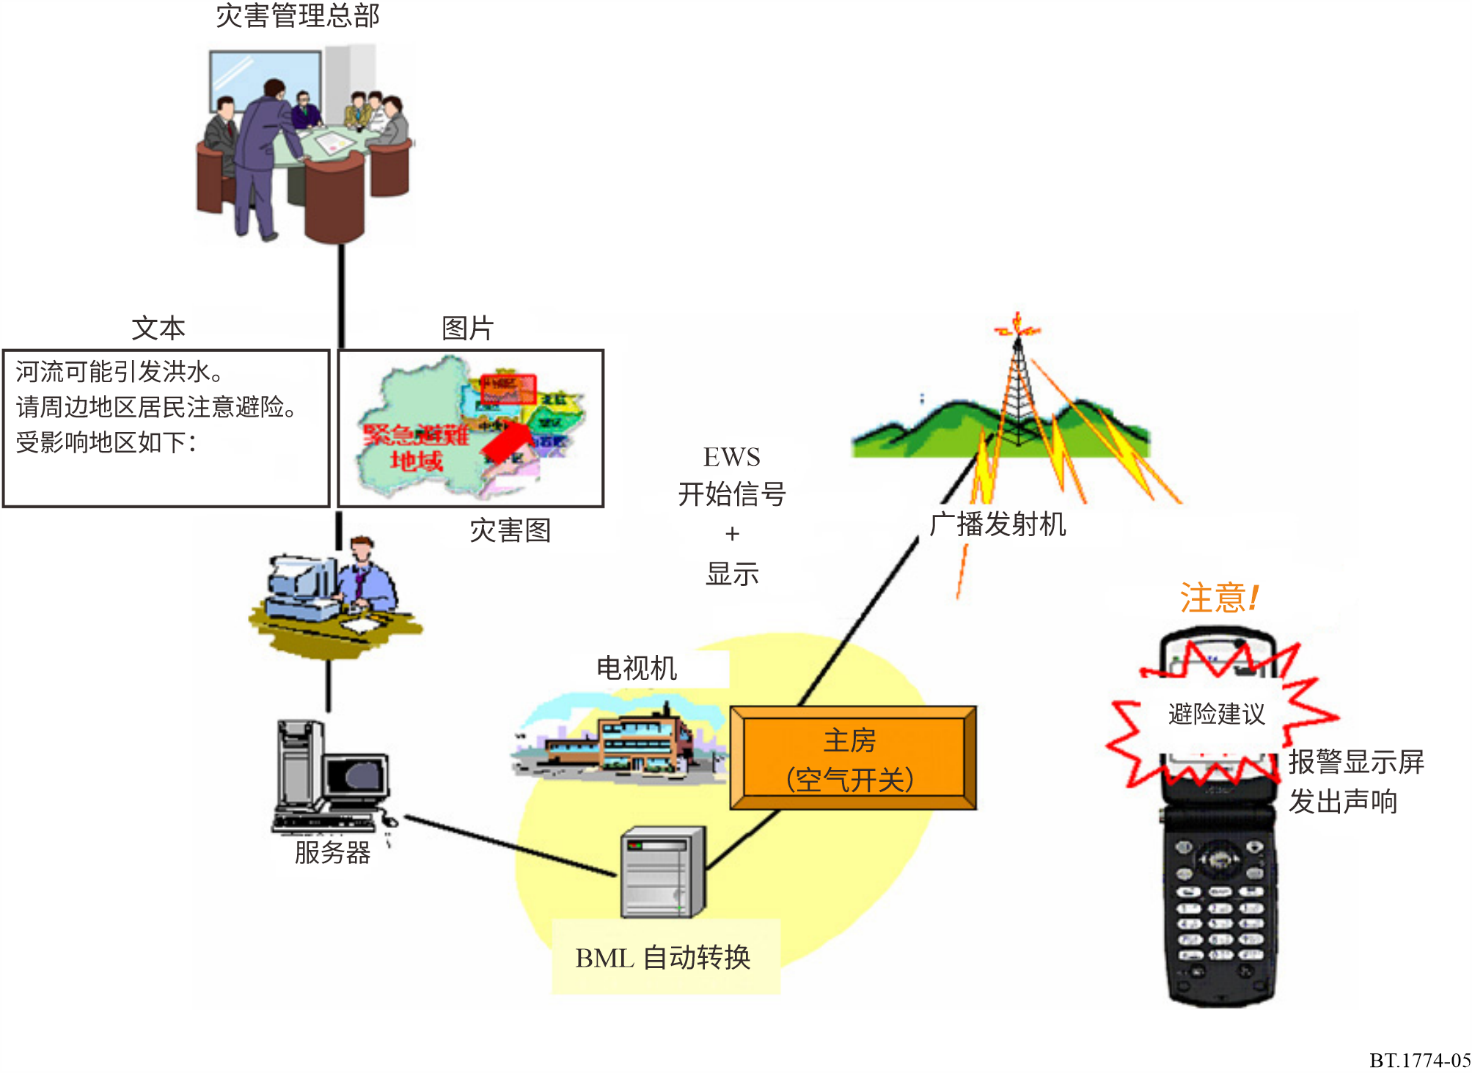 灾害管理总部
文本
图片
河流可能引发洪水。
请周边地区居民注意避险。
受影响地区如下：
緊急避難
地域
灾害图
EWS
开始信号
+
显示
广播发射机
注意!
避险建议
报警显示屏
发出声响
电视机
主房
（空气开关）
服务器
BML 自动转换
BT.1774-05